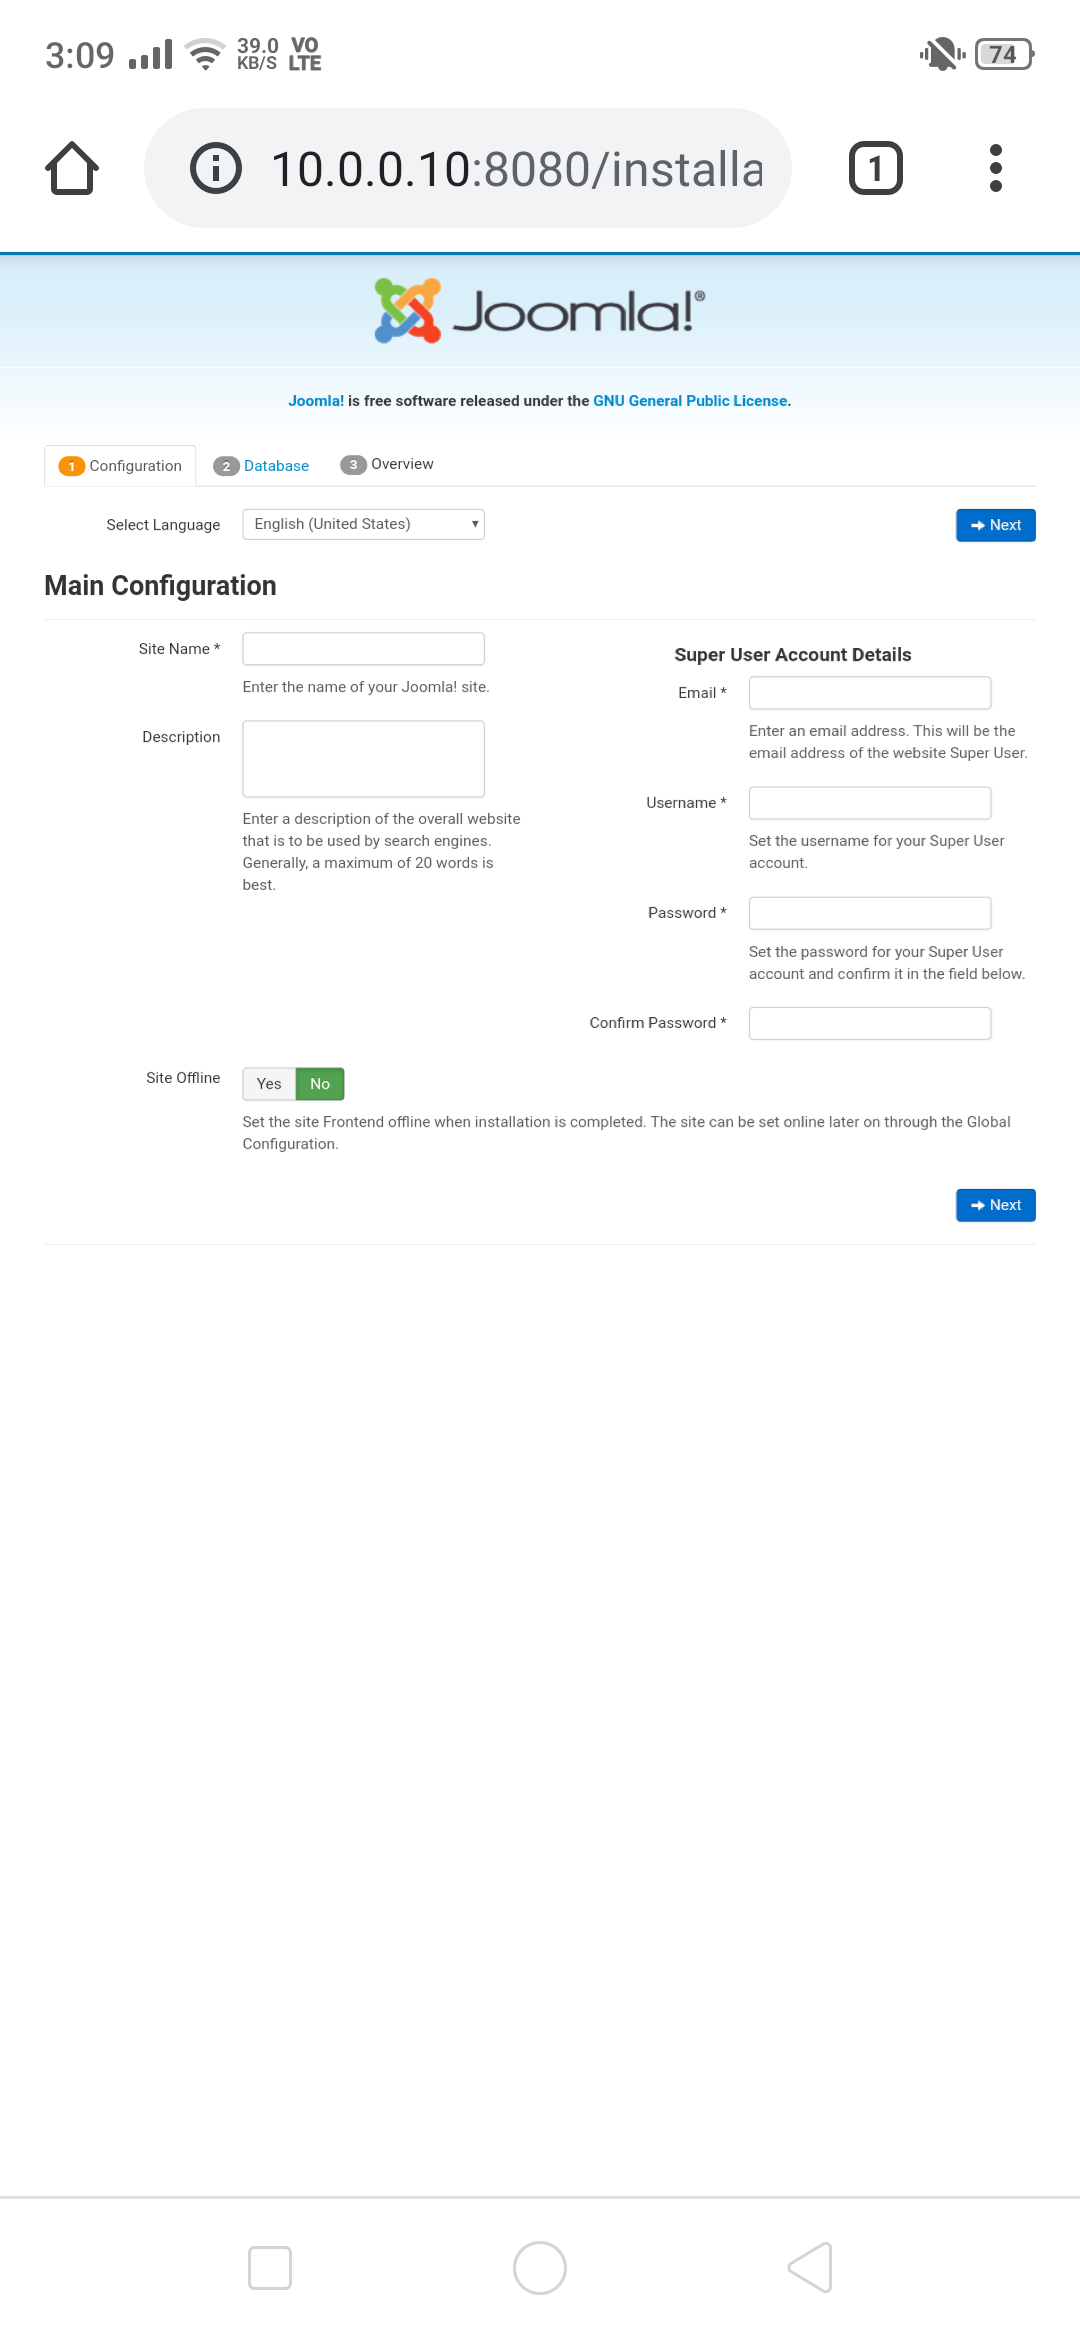 3:09 39.0 KB/S VO LTE 74
10.0.0.10:8080/installa 1
Joomla!®
Joomla! is free software released under the GNU General Public License.
1 Configuration 2 Database 3 Overview
Select Language English (United States) Next
Main Configuration
Site Name *
Enter the name of your Joomla! site.
Description
Enter a description of the overall website
that is to be used by search engines.
Generally, a maximum of 20 words is
best.
Super User Account Details
Email *
Enter an email address. This will be the
email address of the website Super User.
Username *
Set the username for your Super User
account.
Password *
Set the password for your Super User
account and confirm it in the field below.
Confirm Password *
Site Offline Yes No
Set the site Frontend offline when installation is completed. The site can be set online later on through the Global
Configuration.
Next